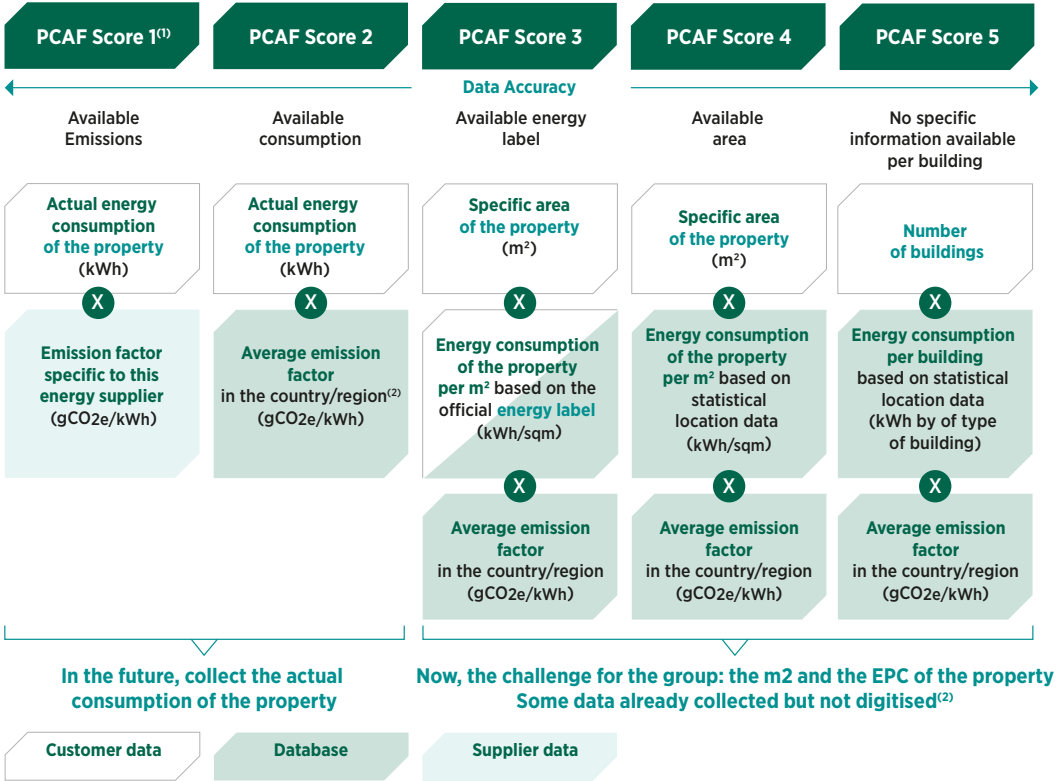 PCAF Score 1(1)
PCAF Score 2
PCAF Score 3
PCAF Score 4
PCAF Score 5
Data Accuracy
Available
Emissions
Available
consumption
Available energy
label
Available
area
No specific
information available
per building
Actual energy
consumption
of the property
(kWh)
Actual energy
consumption
of the property
(kWh)
Specific area
of the property
(m²)
Specific area
of the property
(m²)
Number
of buildings
X
X
X
X
X
Emission factor
specific to this
energy supplier
(gCO2e/kWh)
Average emission
factor
in the country/region(2)
(gCO2e/kWh)
Energy consumption
of the property
per m² based on the
official energy label
(kWh/sqm)
Energy consumption
of the property
per m² based on
statistical
location data
(kWh/sqm)
Energy consumption
per building
based on statistical
location data
(kWh by of type
of building)
X
X
X
Average emission
factor
in the country/region
(gCO2e/kWh)
Average emission
factor
in the country/region
(gCO2e/kWh)
Average emission
factor
in the country/region
(gCO2e/kWh)
In the future, collect the actual
consumption of the property
Now, the challenge for the group: the m2 and the EPC of the property
Some data already collected but not digitised(2)
Customer data
Database
Supplier data